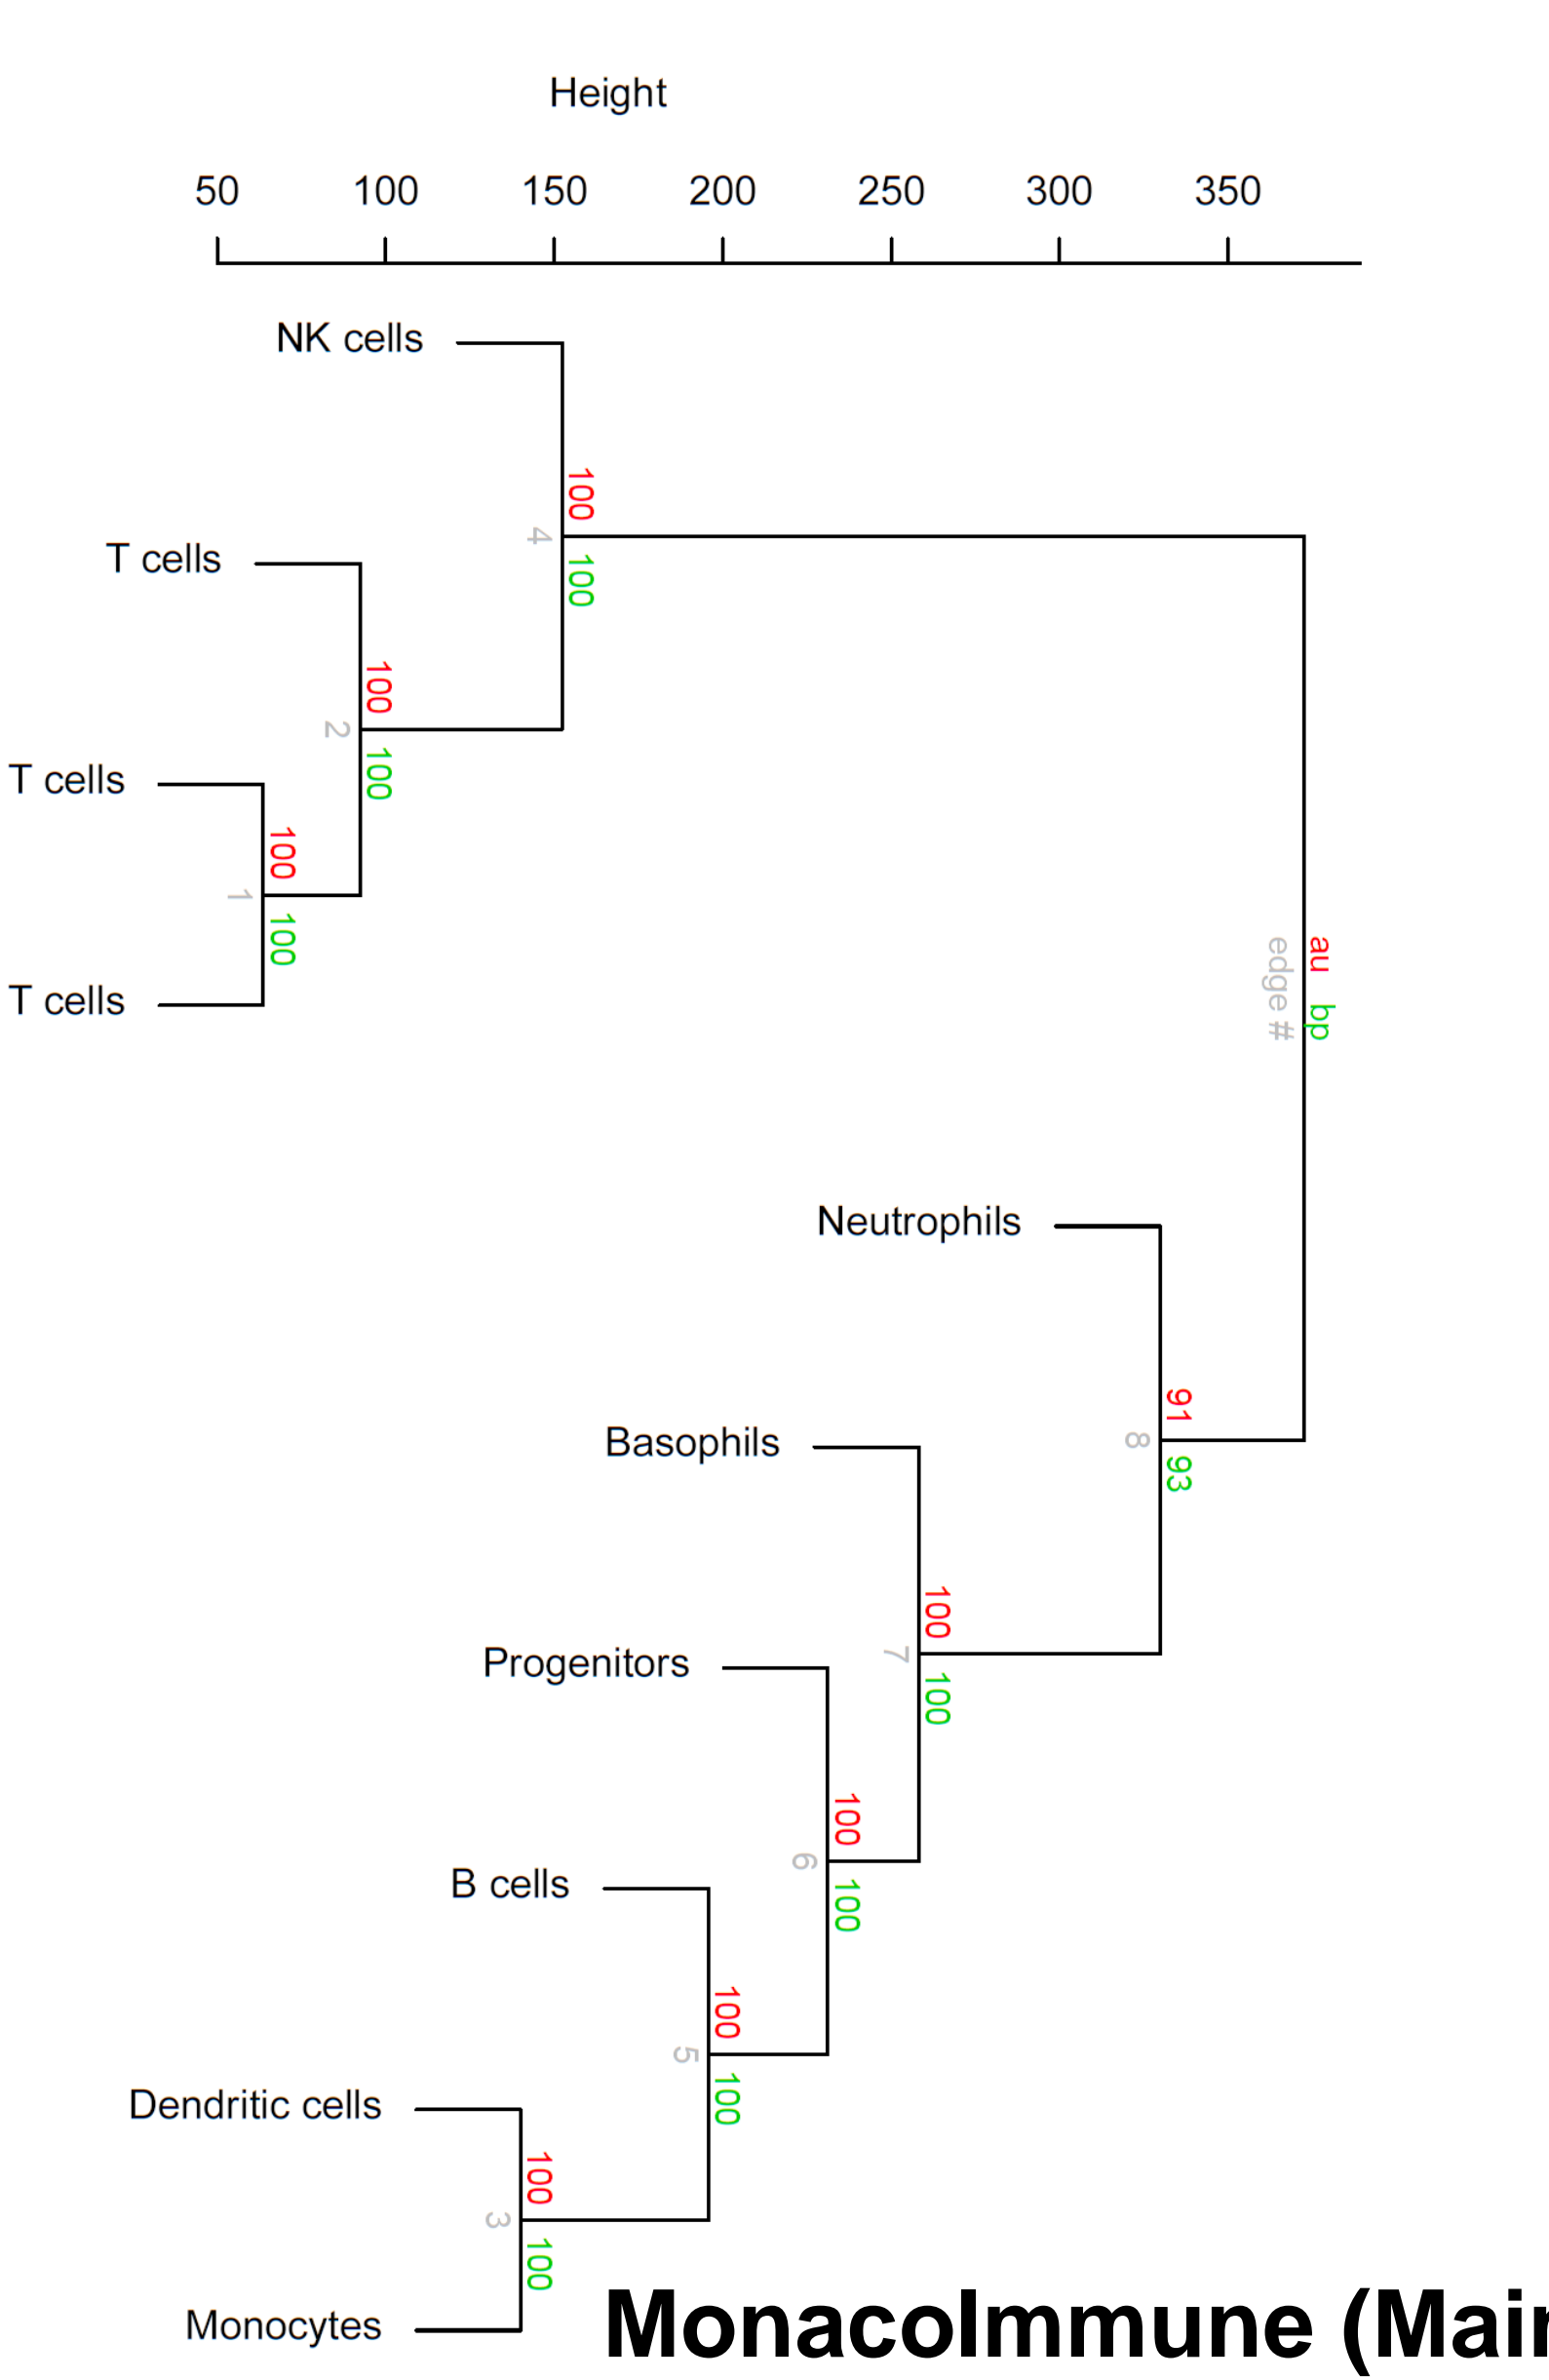 Height
50 100 150 200 250 300 350
NK cells
100
4
100
T cells
100
2
100
T cells
100
1
100
T cells
au bp
edge #
Neutrophils
91
8
93
Basophils
100
7
100
Progenitors
100
6
100
B cells
100
5
100
Dendritic cells
100
3
100
Monocytes
MonacoImmune (Main